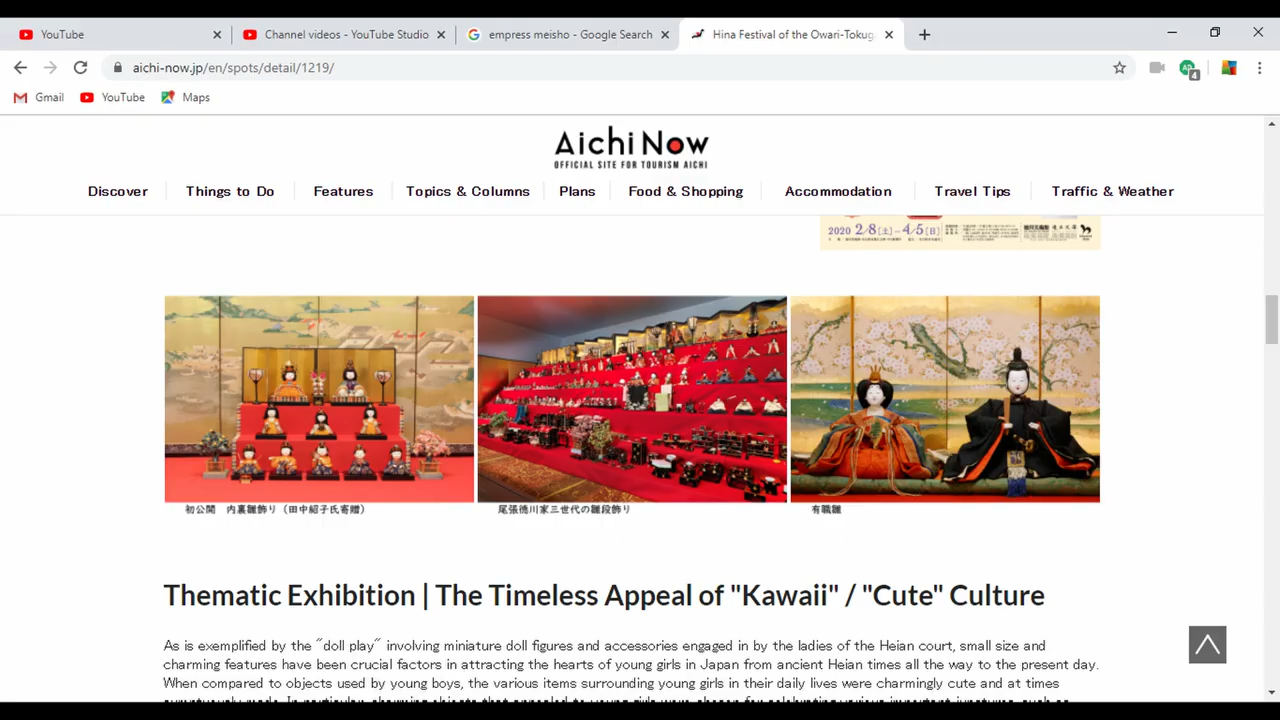 YouTube
Channel videos - YouTube Studio
empress meisho - Google Search
Hina Festival of the Owari-Tokug
aichi-now.jp/en/spots/detail/1219/
4
Gmail
YouTube
Maps
Aichi Now
OFFICIAL SITE FOR TOURISM AICHI
Discover
Things to Do
Features
Topics & Columns
Plans
Food & Shopping
Accommodation
Travel Tips
Traffic & Weather
2020 2/8[土]—4/5[日]
初公開 内裏雛飾り（田中紹子氏寄贈）
尾張徳川家三世代の雛段飾り
有職雛
Thematic Exhibition | The Timeless Appeal of "Kawaii" / "Cute" Culture
As is exemplified by the "doll play" involving miniature doll figures and accessories engaged in by the ladies of the Heian court, small size and
charming features have been crucial factors in attracting the hearts of young girls in Japan from ancient Heian times all the way to the present day.
When compared to objects used by young boys, the various items surrounding young girls in their daily lives were charmingly cute and at times